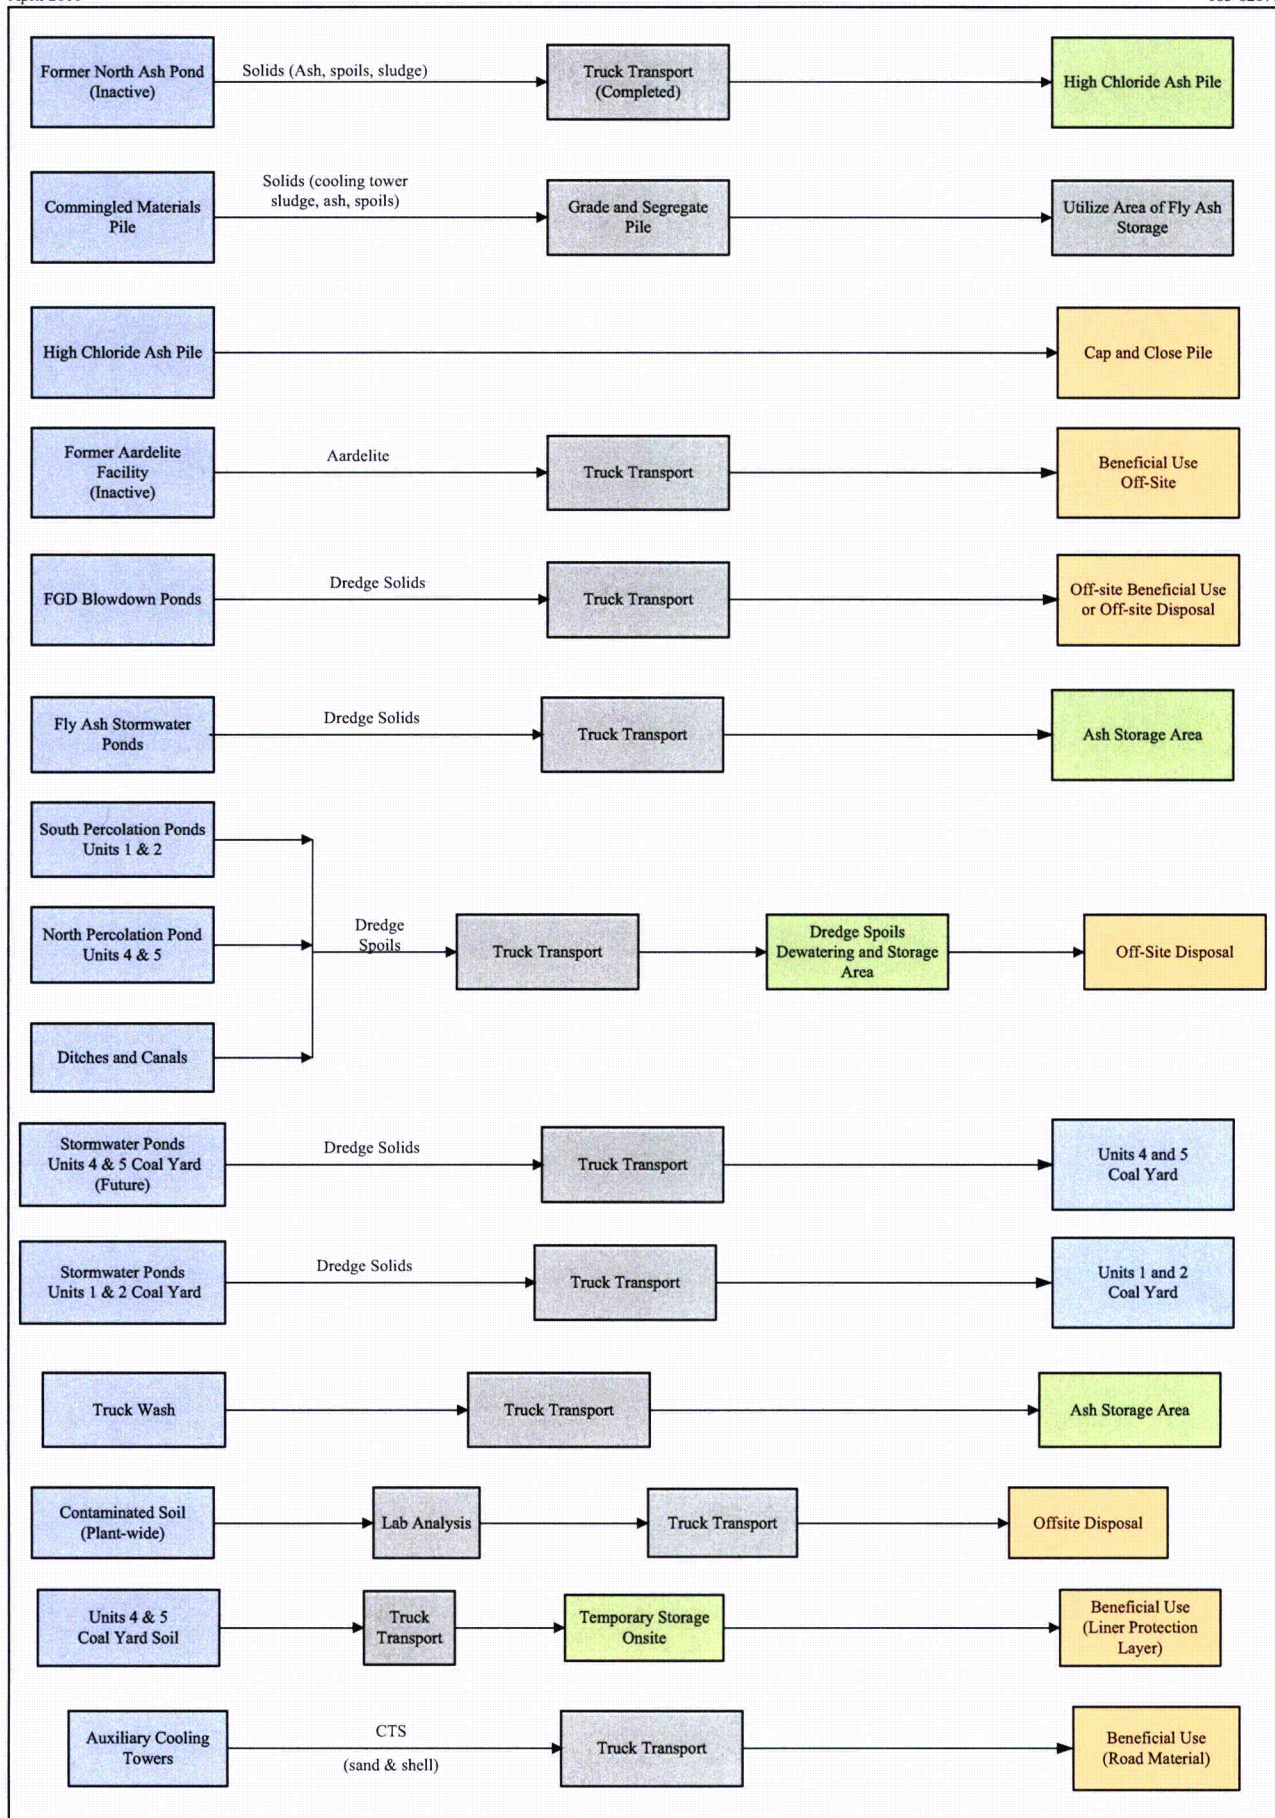 Former North Ash Pond
(Inactive)
Solids (Ash, spoils, sludge)
Truck Transport
(Completed)
High Chloride Ash Pile
Commingled Materials
Pile
Solids (cooling tower
sludge, ash, spoils)
Grade and Segregate
Pile
Utilize Area of Fly Ash
Storage
High Chloride Ash Pile
Cap and Close Pile
Former Aardelite
Facility
(Inactive)
Aardelite
Truck Transport
Beneficial Use
Off-Site
FGD Blowdown Ponds
Dredge Solids
Truck Transport
Off-site Beneficial Use
or Off-site Disposal
Fly Ash Stormwater
Ponds
Dredge Solids
Truck Transport
Ash Storage Area
South Percolation Ponds
Units 1 & 2
North Percolation Pond
Units 4 & 5
Ditches and Canals
Dredge
Spoils
Truck Transport
Dredge Spoils
Dewatering and Storage
Area
Off-Site Disposal
Stormwater Ponds
Units 4 & 5 Coal Yard
(Future)
Dredge Solids
Truck Transport
Units 4 and 5
Coal Yard
Stormwater Ponds
Units 1 & 2 Coal Yard
Dredge Solids
Truck Transport
Units 1 and 2
Coal Yard
Truck Wash
Truck Transport
Ash Storage Area
Contaminated Soil
(Plant-wide)
Lab Analysis
Truck Transport
Offsite Disposal
Units 4 & 5
Coal Yard Soil
Truck
Transport
Temporary Storage
Onsite
Beneficial Use
(Liner Protection
Layer)
Auxiliary Cooling
Towers
CTS
(sand & shell)
Truck Transport
Beneficial Use
(Road Material)